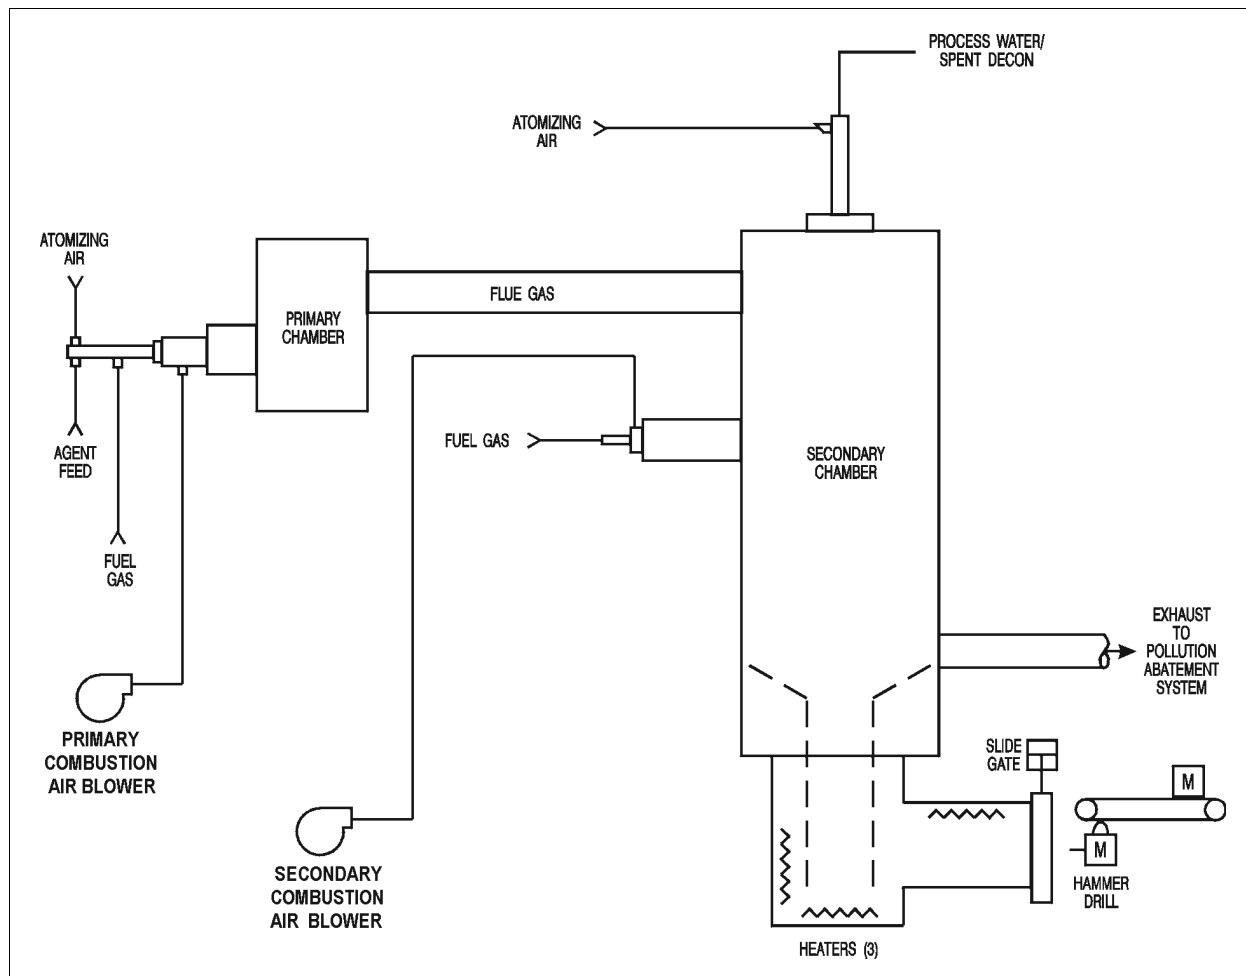 PROCESS WATER/
SPENT DECON
ATOMIZING
AIR
ATOMIZING
AIR
FLUE GAS
PRIMARY
CHAMBER
FUEL GAS
AGENT
FEED
SECONDARY
CHAMBER
FUEL
GAS
EXHAUST
TO
POLLUTION
ABATEMENT
SYSTEM
PRIMARY
COMBUSTION
AIR BLOWER
SLIDE
GATE
M
M
SECONDARY
COMBUSTION
AIR BLOWER
HAMMER
DRILL
HEATERS (3)